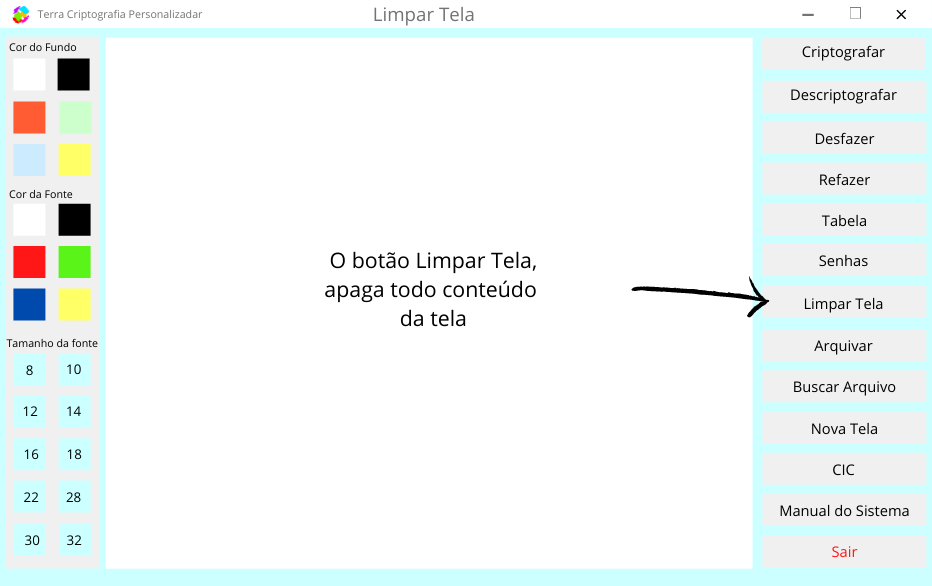 Terra Criptografia Personalizadar
Limpar Tela
Cor do Fundo
Cor da Fonte
Tamanho da fonte
8 10
12 14
16 18
22 28
30 32
O botão Limpar Tela,
apaga todo conteúdo
da tela
Criptografar
Descriptografar
Desfazer
Refazer
Tabela
Senhas
Limpar Tela
Arquivar
Buscar Arquivo
Nova Tela
CIC
Manual do Sistema
Sair